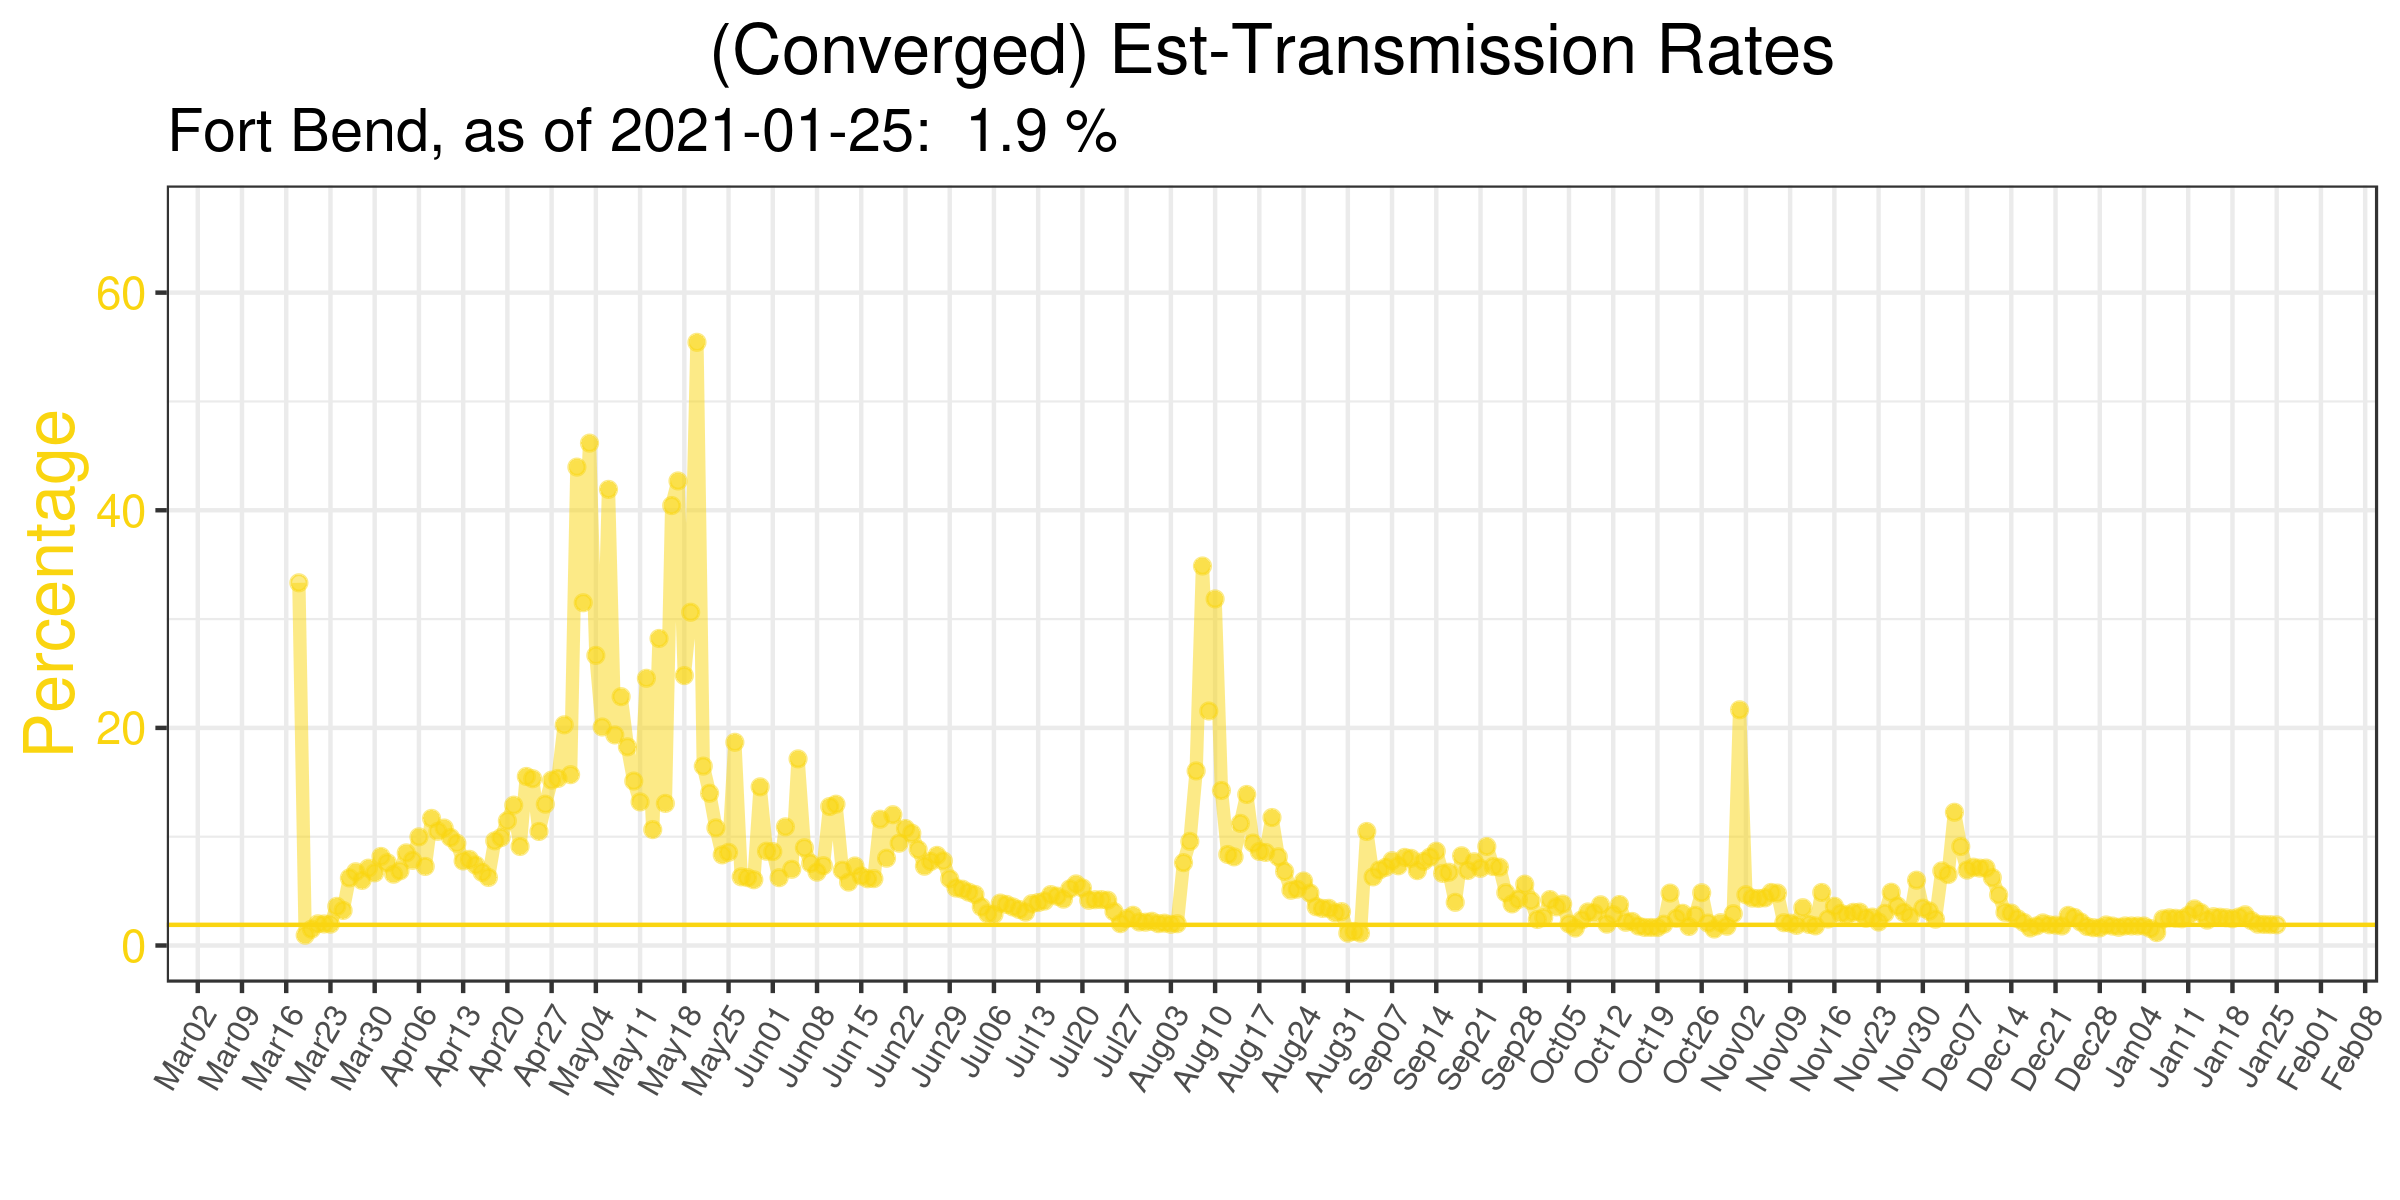 (Converged) Est-Transmission Rates
Fort Bend, as of 2021-01-25:  1.9 %
Percentage
60
40
20
0
Mar02
Mar09
Mar16
Mar23
Mar30
Apr06
Apr13
Apr20
Apr27
May04
May11
May18
May25
Jun01
Jun08
Jun15
Jun22
Jun29
Jul06
Jul13
Jul20
Jul27
Aug03
Aug10
Aug17
Aug24
Aug31
Sep07
Sep14
Sep21
Sep28
Oct05
Oct12
Oct19
Oct26
Nov02
Nov09
Nov16
Nov23
Nov30
Dec07
Dec14
Dec21
Dec28
Jan04
Jan11
Jan18
Jan25
Feb01
Feb08